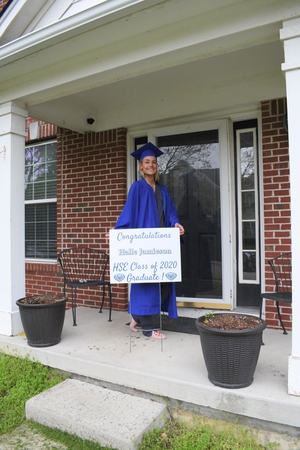 Congratulations
Halle Jamieson
HSE Class of 2020
Graduate !